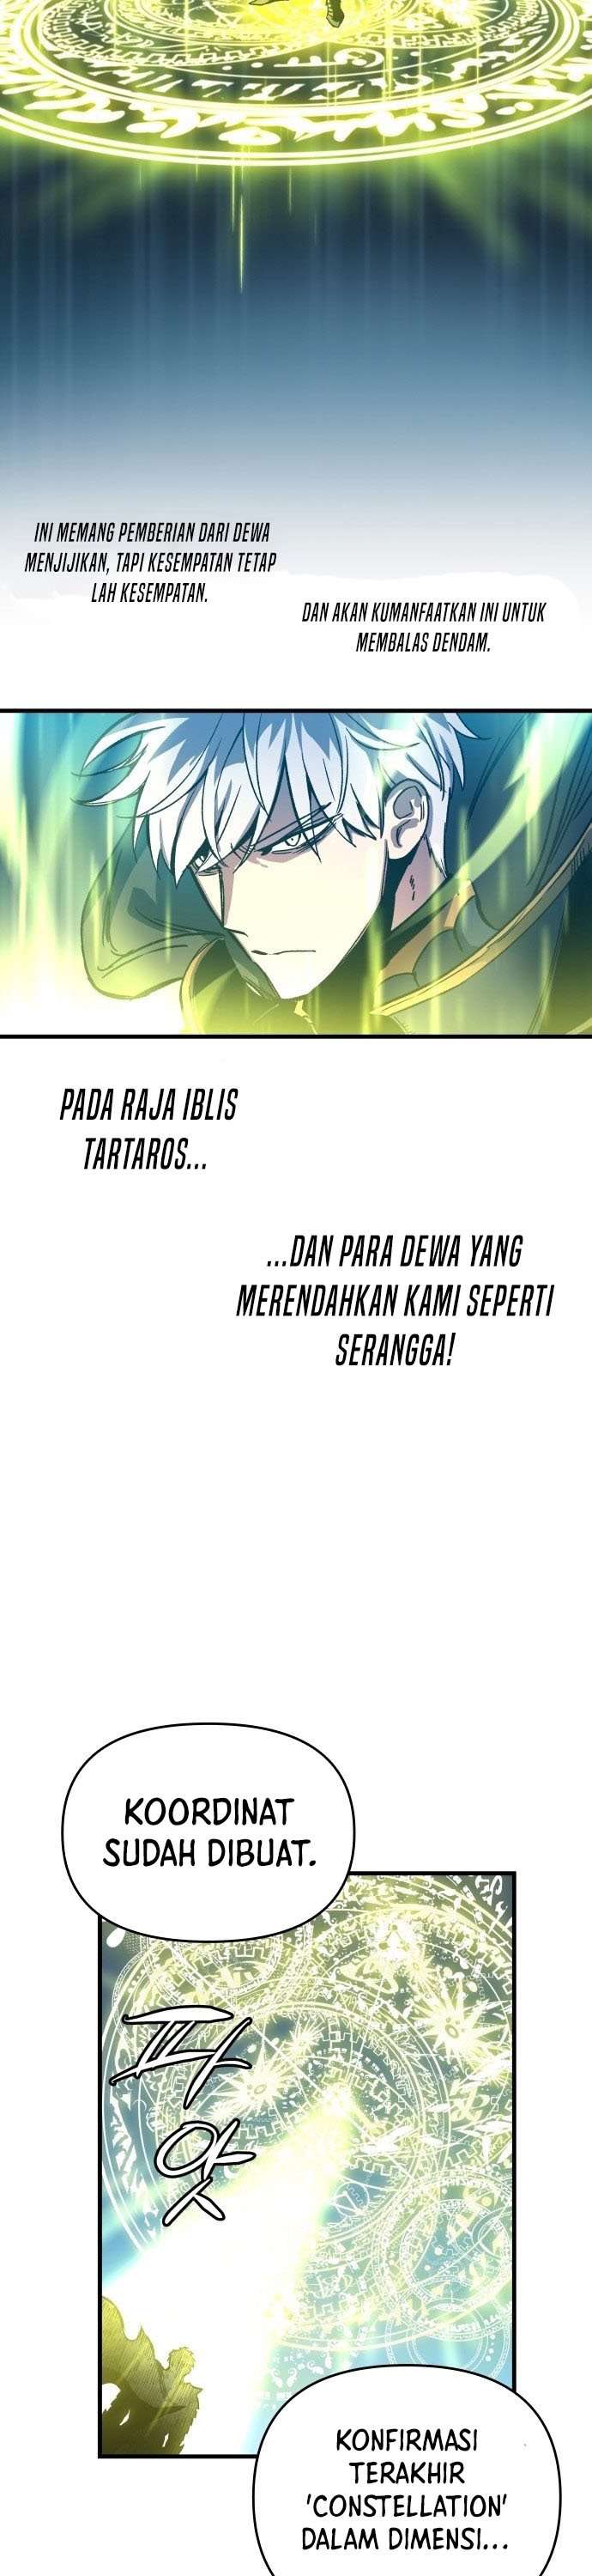 INI MEMANG PEMBERIAN DARI DEWA
MENJIJIKAN, TAPI KESEMPATAN TETAP
LAH KESEMPATAN.
DAN AKAN KUMANFAATKAN INI UNTUK
MEMBALAS DENDAM.
PADA RAJA IBLIS
TARTAROS...
...DAN PARA DEWA YANG
MERENDAHKAN KAMI SEPERTI
SERANGGA!
KOORDINAT
SUDAH DIBUAT.
파
앗
KONFIRMASI
TERAKHIR
'CONSTELLATION'
DALAM DIMENSI...